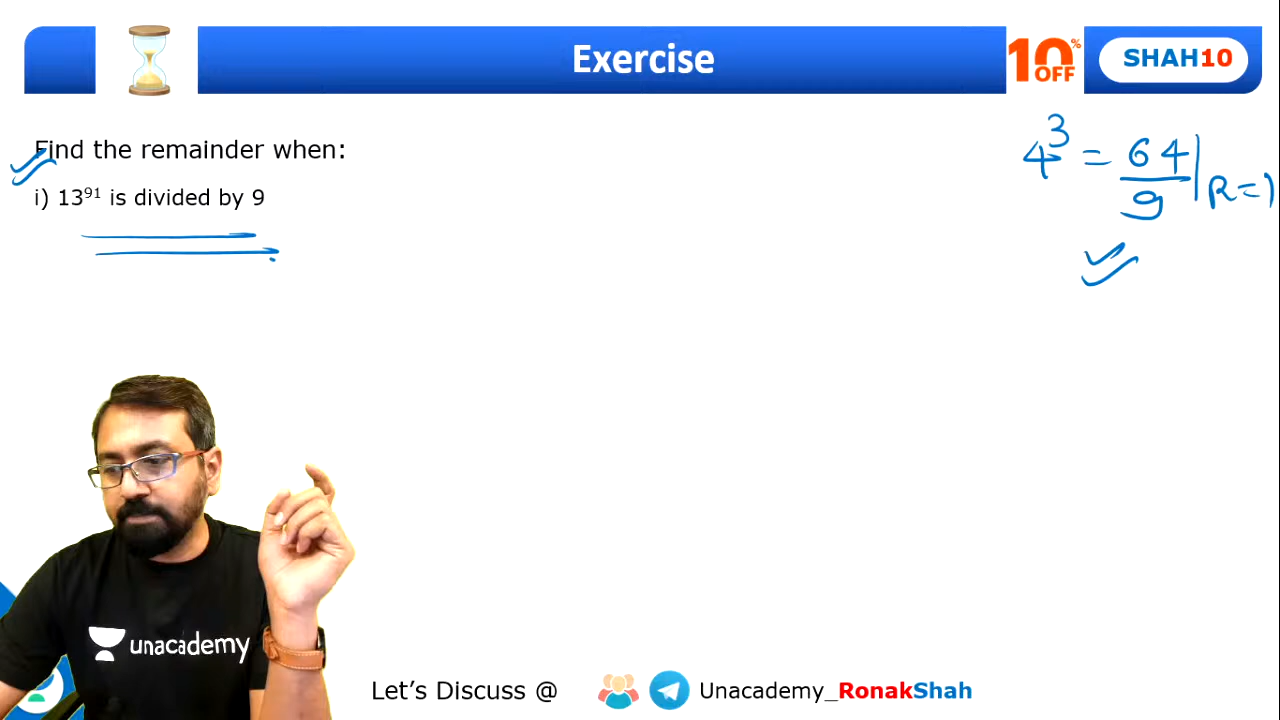 Exercise
10% OFF
SHAH10
Find the remainder when:
i) 13⁹¹ is divided by 9
4³ = 64/9 | R=1
unacademy
Let’s Discuss @ Unacademy_RonakShah